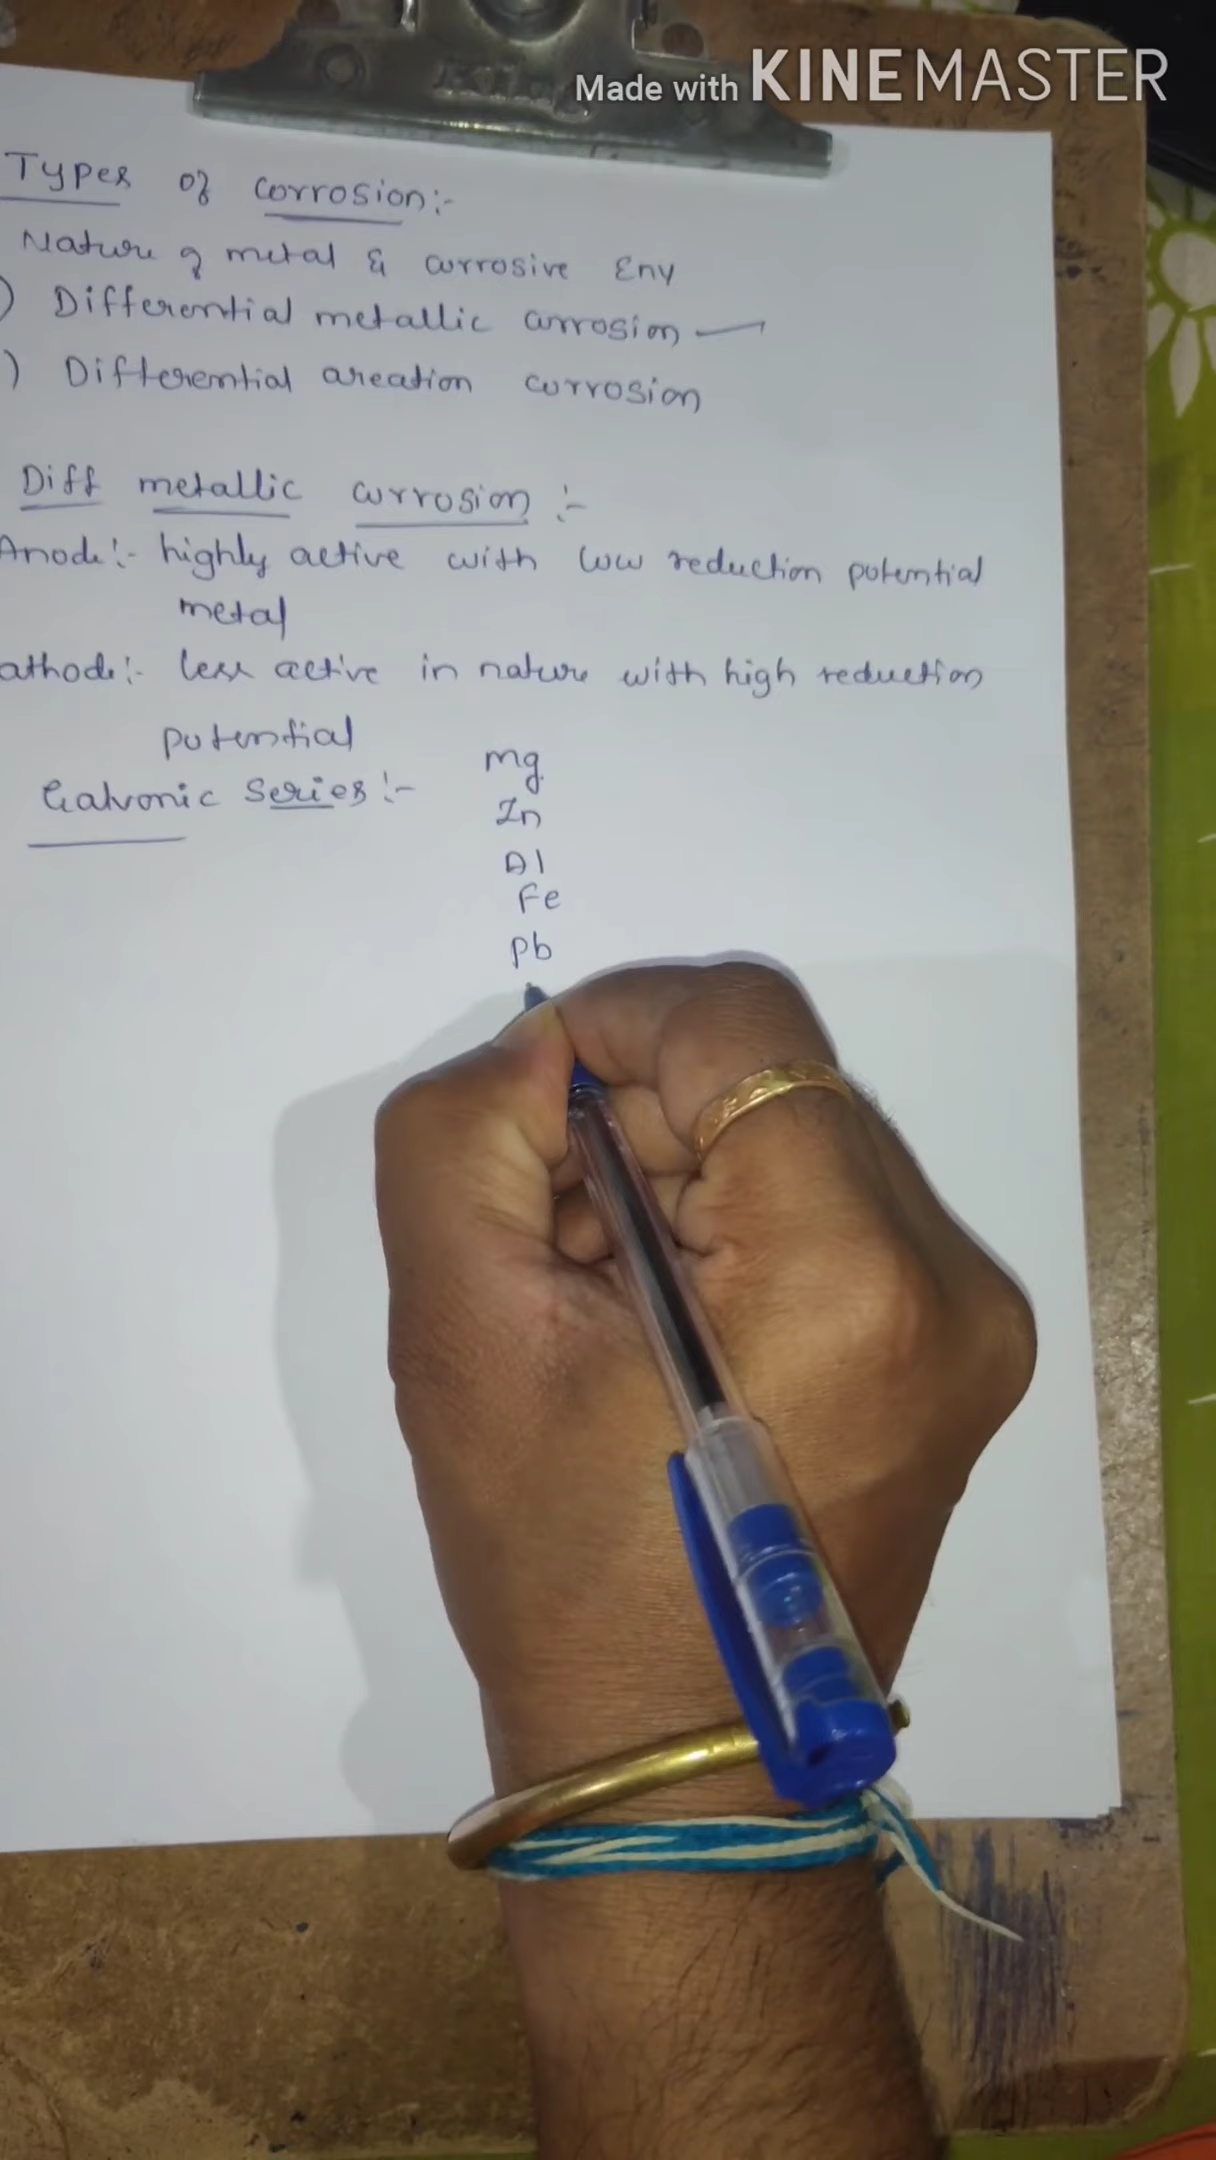 Made with KINEMASTER
Types of corrosion:-
Nature of metal & corrosive Env
) Differential metallic corrosion
) Differential areation corrosion
Diff metallic corrosion :-
Anode:- highly active with low reduction potential
metal
athode:- less active in nature with high reduction
potential
Galvonic Series:-
Mg
Zn
Al
Fe
Pb